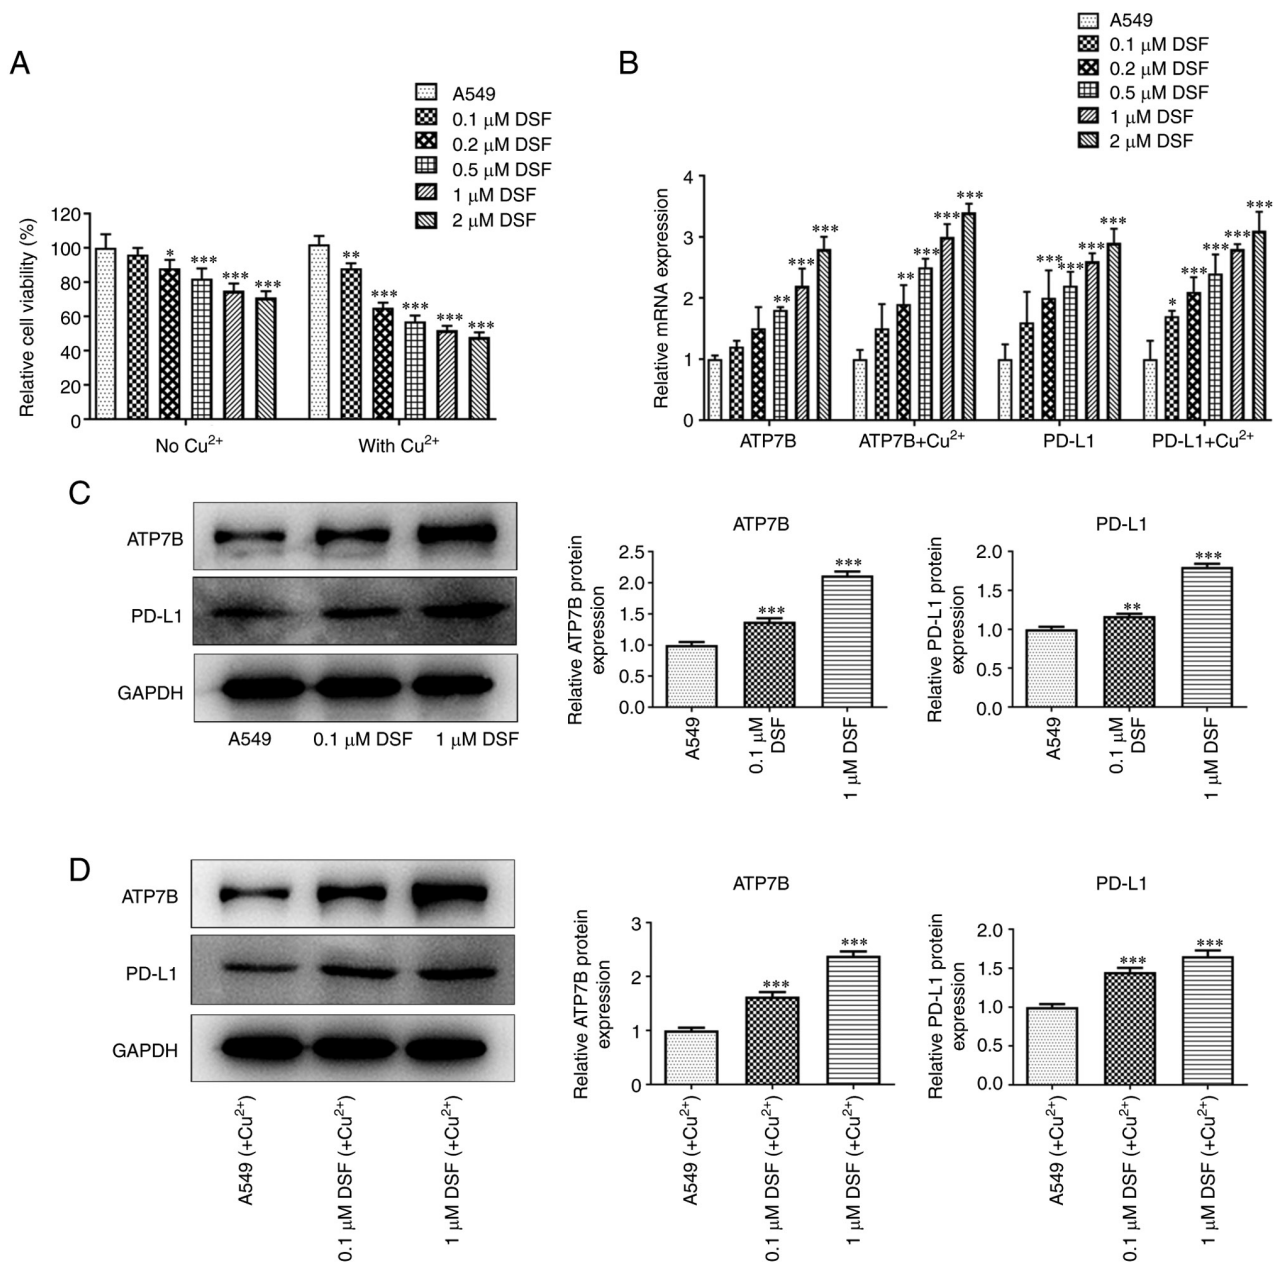 A
A549
0.1 μM DSF
0.2 μM DSF
0.5 μM DSF
1 μM DSF
2 μM DSF
Relative cell viability (%)
120
100
80
60
40
20
0
* *** *** ***
** *** *** *** ***
No Cu²⁺
With Cu²⁺
B
A549
0.1 μM DSF
0.2 μM DSF
0.5 μM DSF
1 μM DSF
2 μM DSF
Relative mRNA expression
4
3
2
1
0
** *** ***
** *** *** ***
*** *** *** ***
* *** *** *** ***
ATP7B
ATP7B+Cu²⁺
PD-L1
PD-L1+Cu²⁺
C
ATP7B
PD-L1
GAPDH
A549
0.1 μM DSF
1 μM DSF
ATP7B
Relative ATP7B protein
expression
2.5
2.0
1.5
1.0
0.5
0.0
*** ***
A549
0.1 μM
DSF
1 μM DSF
PD-L1
Relative PD-L1 protein
expression
2.0
1.5
1.0
0.5
0.0
** ***
A549
0.1 μM
DSF
1 μM DSF
D
ATP7B
PD-L1
GAPDH
A549 (+Cu²⁺)
0.1 μM DSF (+Cu²⁺)
1 μM DSF (+Cu²⁺)
ATP7B
Relative ATP7B protein
expression
3
2
1
0
*** ***
A549 (+Cu²⁺)
0.1 μM DSF (+Cu²⁺)
1 μM DSF (+Cu²⁺)
PD-L1
Relative PD-L1 protein
expression
2.0
1.5
1.0
0.5
0.0
*** ***
A549 (+Cu²⁺)
0.1 μM DSF (+Cu²⁺)
1 μM DSF (+Cu²⁺)